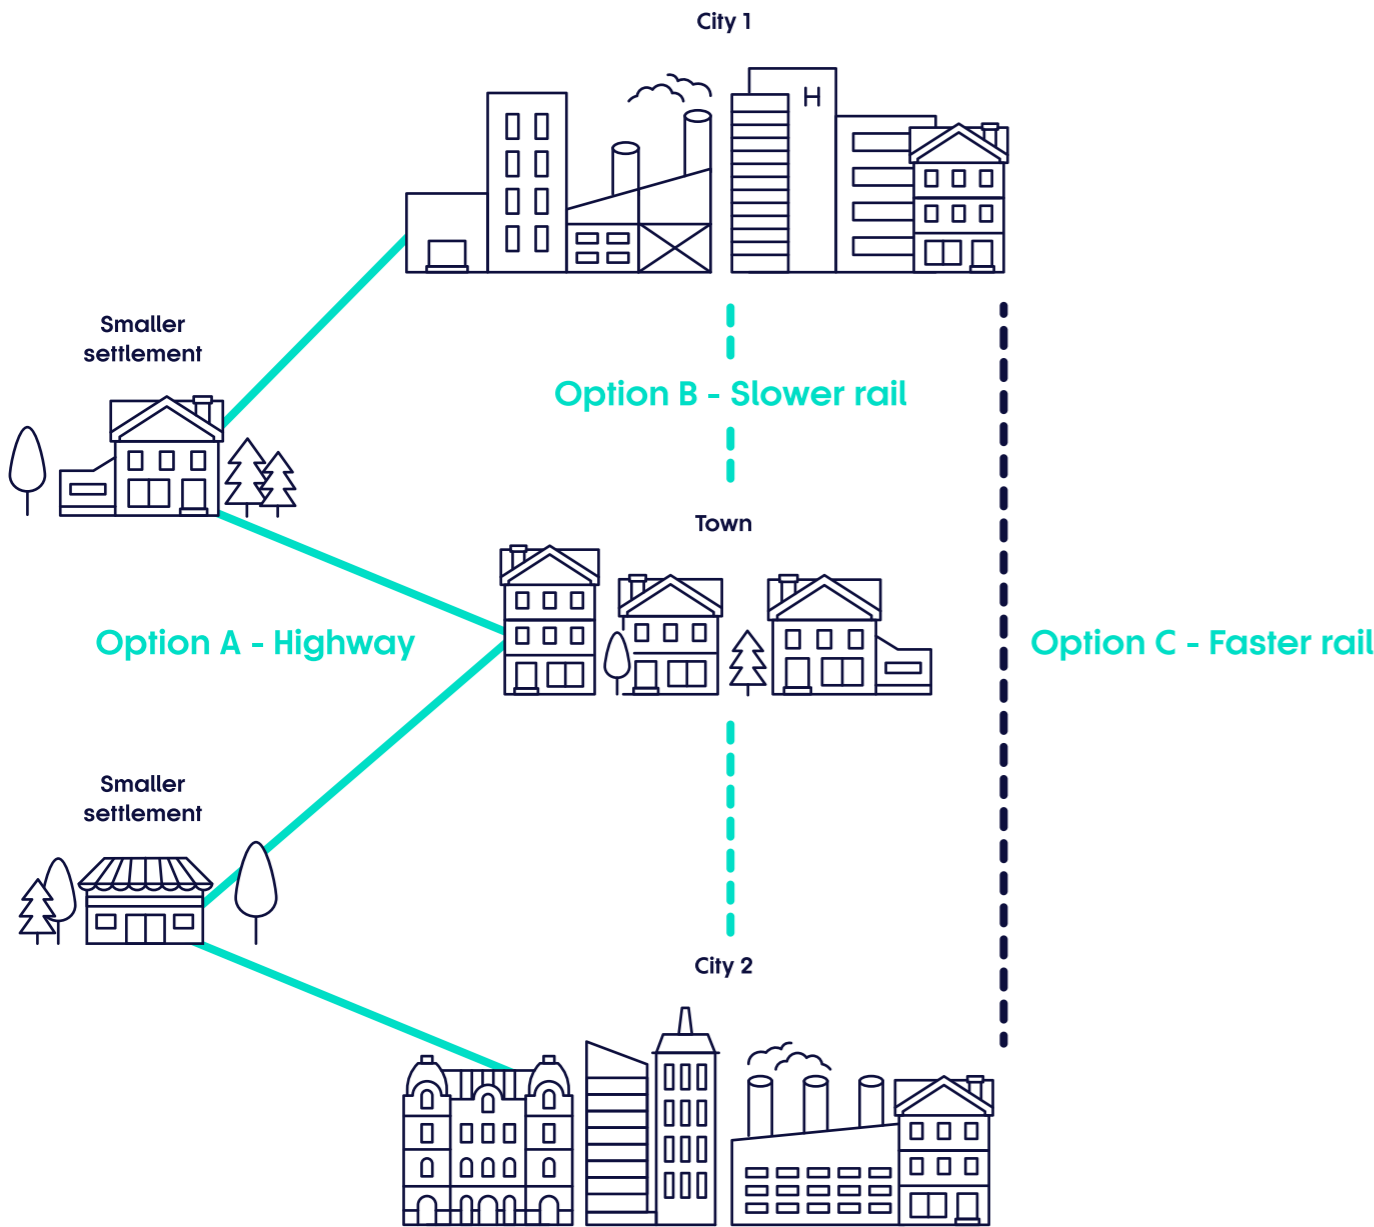 City 1
H
Smaller
settlement
Option B - Slower rail
Town
Option A - Highway
Option C - Faster rail
Smaller
settlement
City 2